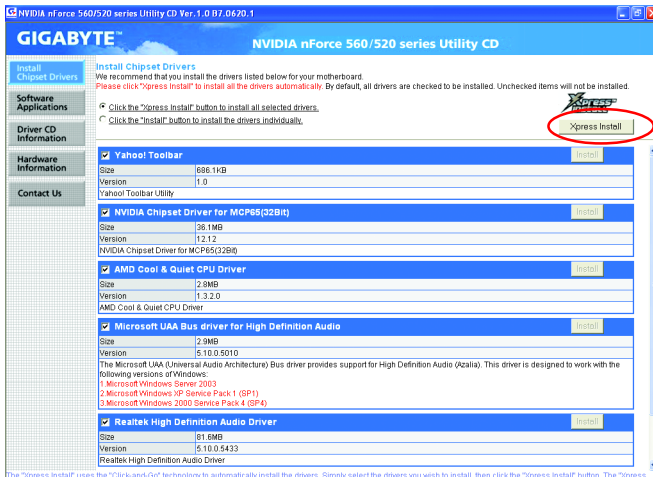 NVIDIA nForce 560/520 series Utility CD Ver.1.0 B7.0620.1
GIGABYTE™
NVIDIA nForce 560/520 series Utility CD
Install
Chipset Drivers
Software
Applications
Driver CD
Information
Hardware
Information
Contact Us
Install Chipset Drivers
We recommend that you install the drivers listed below for your motherboard.
Please click "Xpress Install" to install all the drivers automatically. By default, all drivers are checked to be installed. Unchecked items will not be installed.
Click the "Xpress Install" button to install all selected drivers.
Click the "Install" button to install the drivers individually.
Xpress
Install
Xpress Install
Yahoo! Toolbar
Install
Size 686.1KB
Version 1.0
Yahoo! Toolbar Utility
NVIDIA Chipset Driver for MCP65(32Bit)
Install
Size 36.1MB
Version 12.12
NVIDIA Chipset Driver for MCP65(32Bit)
AMD Cool & Quiet CPU Driver
Install
Size 2.8MB
Version 1.3.2.0
AMD Cool & Quiet CPU Driver
Microsoft UAA Bus driver for High Definition Audio
Install
Size 2.9MB
Version 5.10.0.5010
The Microsoft UAA (Universal Audio Architecture) Bus driver provides support for High Definition Audio (Azalia). This driver is designed to work with the
following versions of Windows:
1.Microsoft Windows Server 2003
2.Microsoft Windows XP Service Pack 1 (SP1)
3.Microsoft Windows 2000 Service Pack 4 (SP4)
Realtek High Definition Audio Driver
Install
Size 81.6MB
Version 5.10.0.5433
Realtek High Definition Audio Driver
The "Xpress Install" uses the "Click-and-Go" technology to automatically install the drivers. Simply select the drivers you wish to install, then click the "Xpress Install" button. The "Xpress